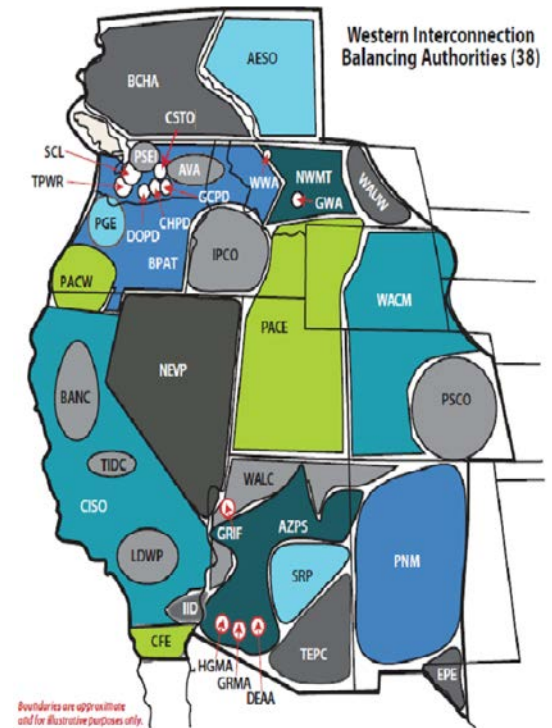 Western Interconnection
Balancing Authorities (38)
AESO
BCHA
CSTO
SCL
PSEI
AVA
TPWR
WWA
NWMT
WAUW
GCPD
GWA
PGE
DOPD
CHPD
BPAT
IPCO
PACW
PACE
WACM
NEVP
BANC
PSCO
TIDC
WALC
CISO
GRIF
AZPS
LDWP
SRP
PNM
IID
TEPC
CFE
HGMA
GRMA
DEAA
EPE
Boundaries are approximate
and for illustrative purposes only.